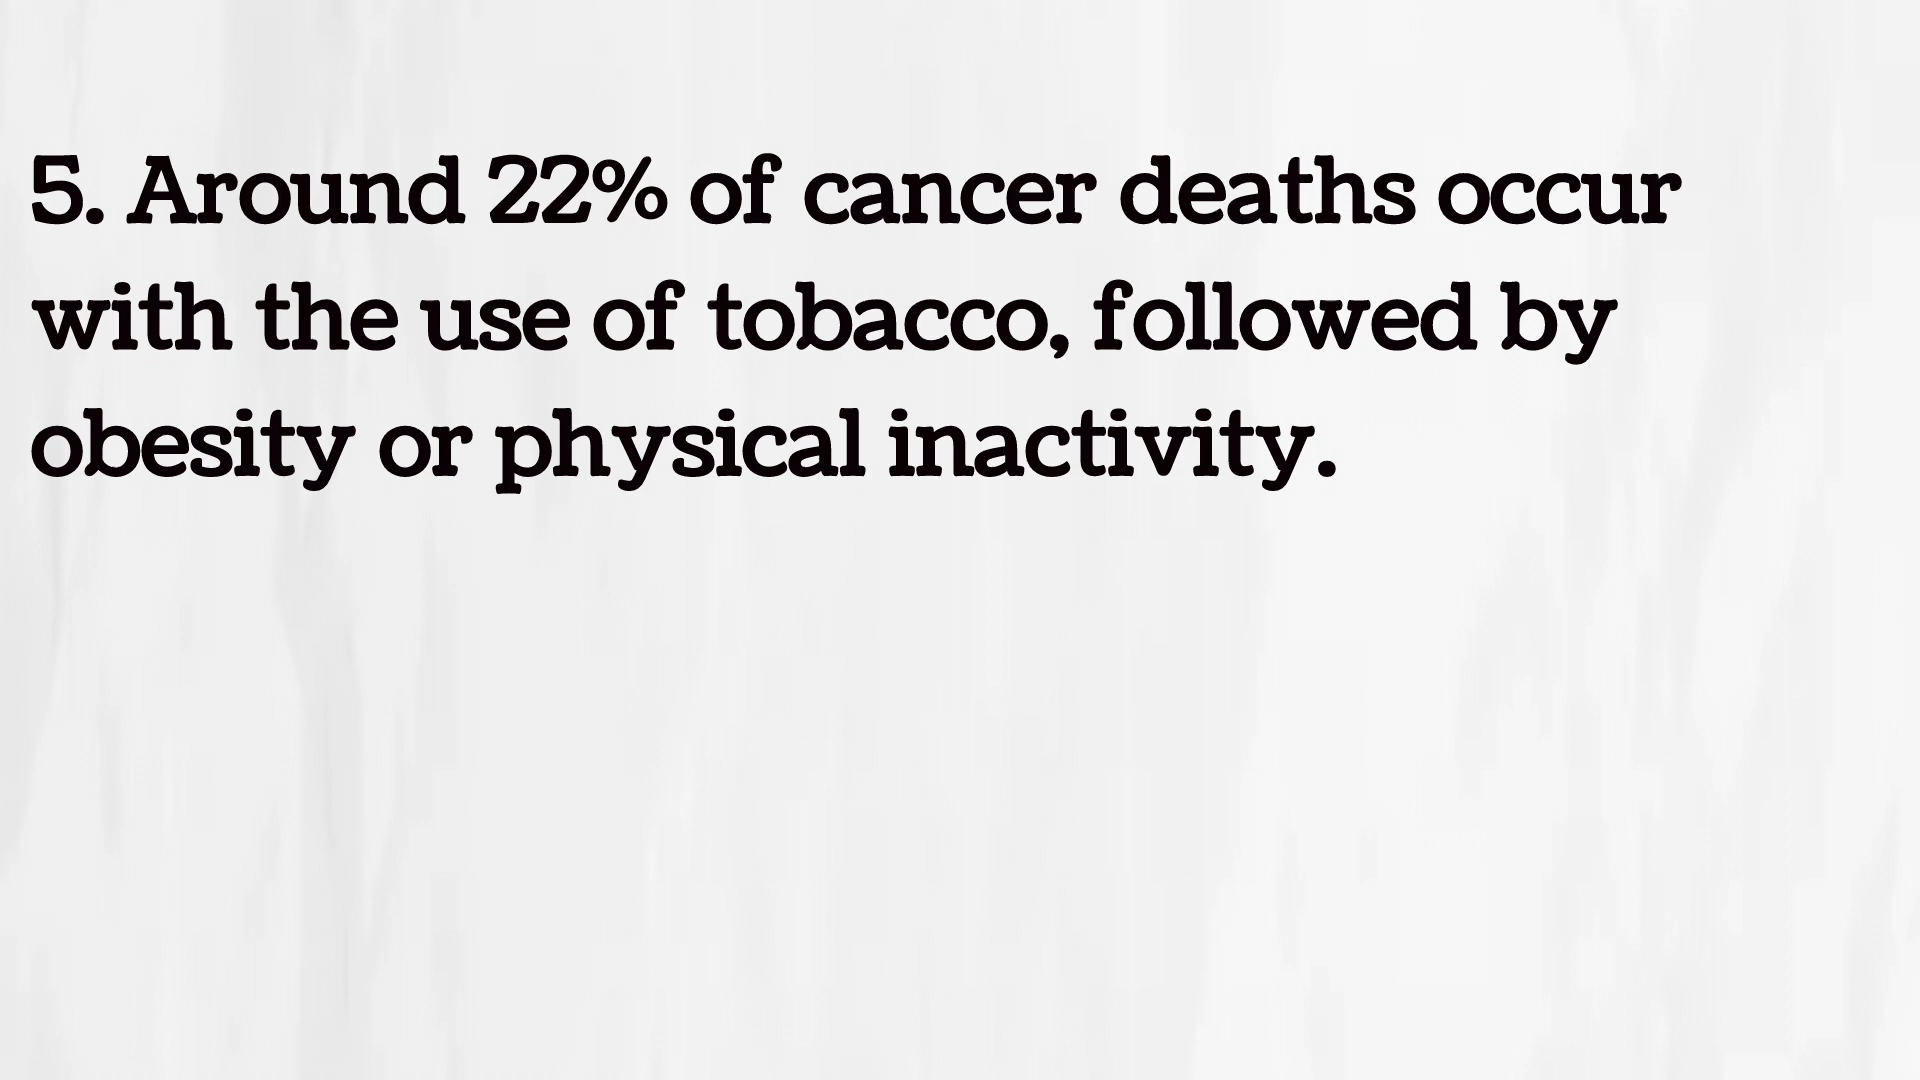 5. Around 22% of cancer deaths occur
with the use of tobacco, followed by
obesity or physical inactivity.